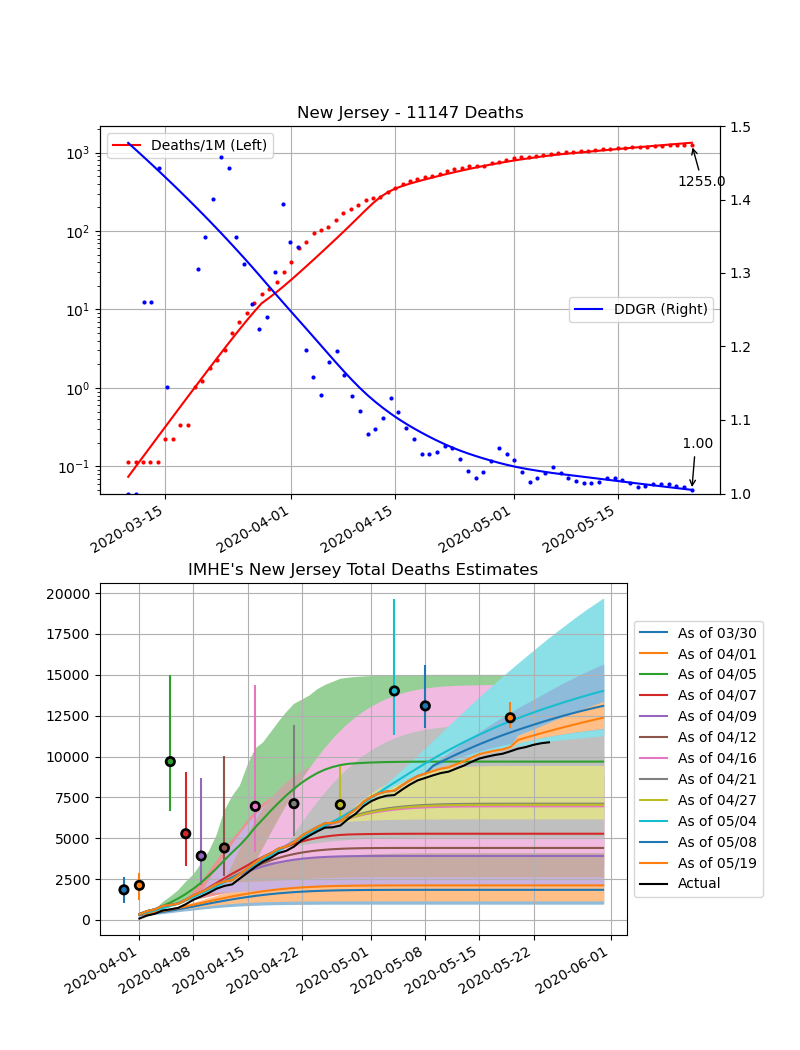 New Jersey - 11147 Deaths
Deaths/1M (Left)
DDGR (Right)
1255.0
1.00
10³
10²
10¹
10⁰
10⁻¹
1.5
1.4
1.3
1.2
1.1
1.0
2020-03-15
2020-04-01
2020-04-15
2020-05-01
2020-05-15
IMHE's New Jersey Total Deaths Estimates
20000
17500
15000
12500
10000
7500
5000
2500
0
2020-04-01
2020-04-08
2020-04-15
2020-04-22
2020-05-01
2020-05-08
2020-05-15
2020-05-22
2020-06-01
As of 03/30
As of 04/01
As of 04/05
As of 04/07
As of 04/09
As of 04/12
As of 04/16
As of 04/21
As of 04/27
As of 05/04
As of 05/08
As of 05/19
Actual